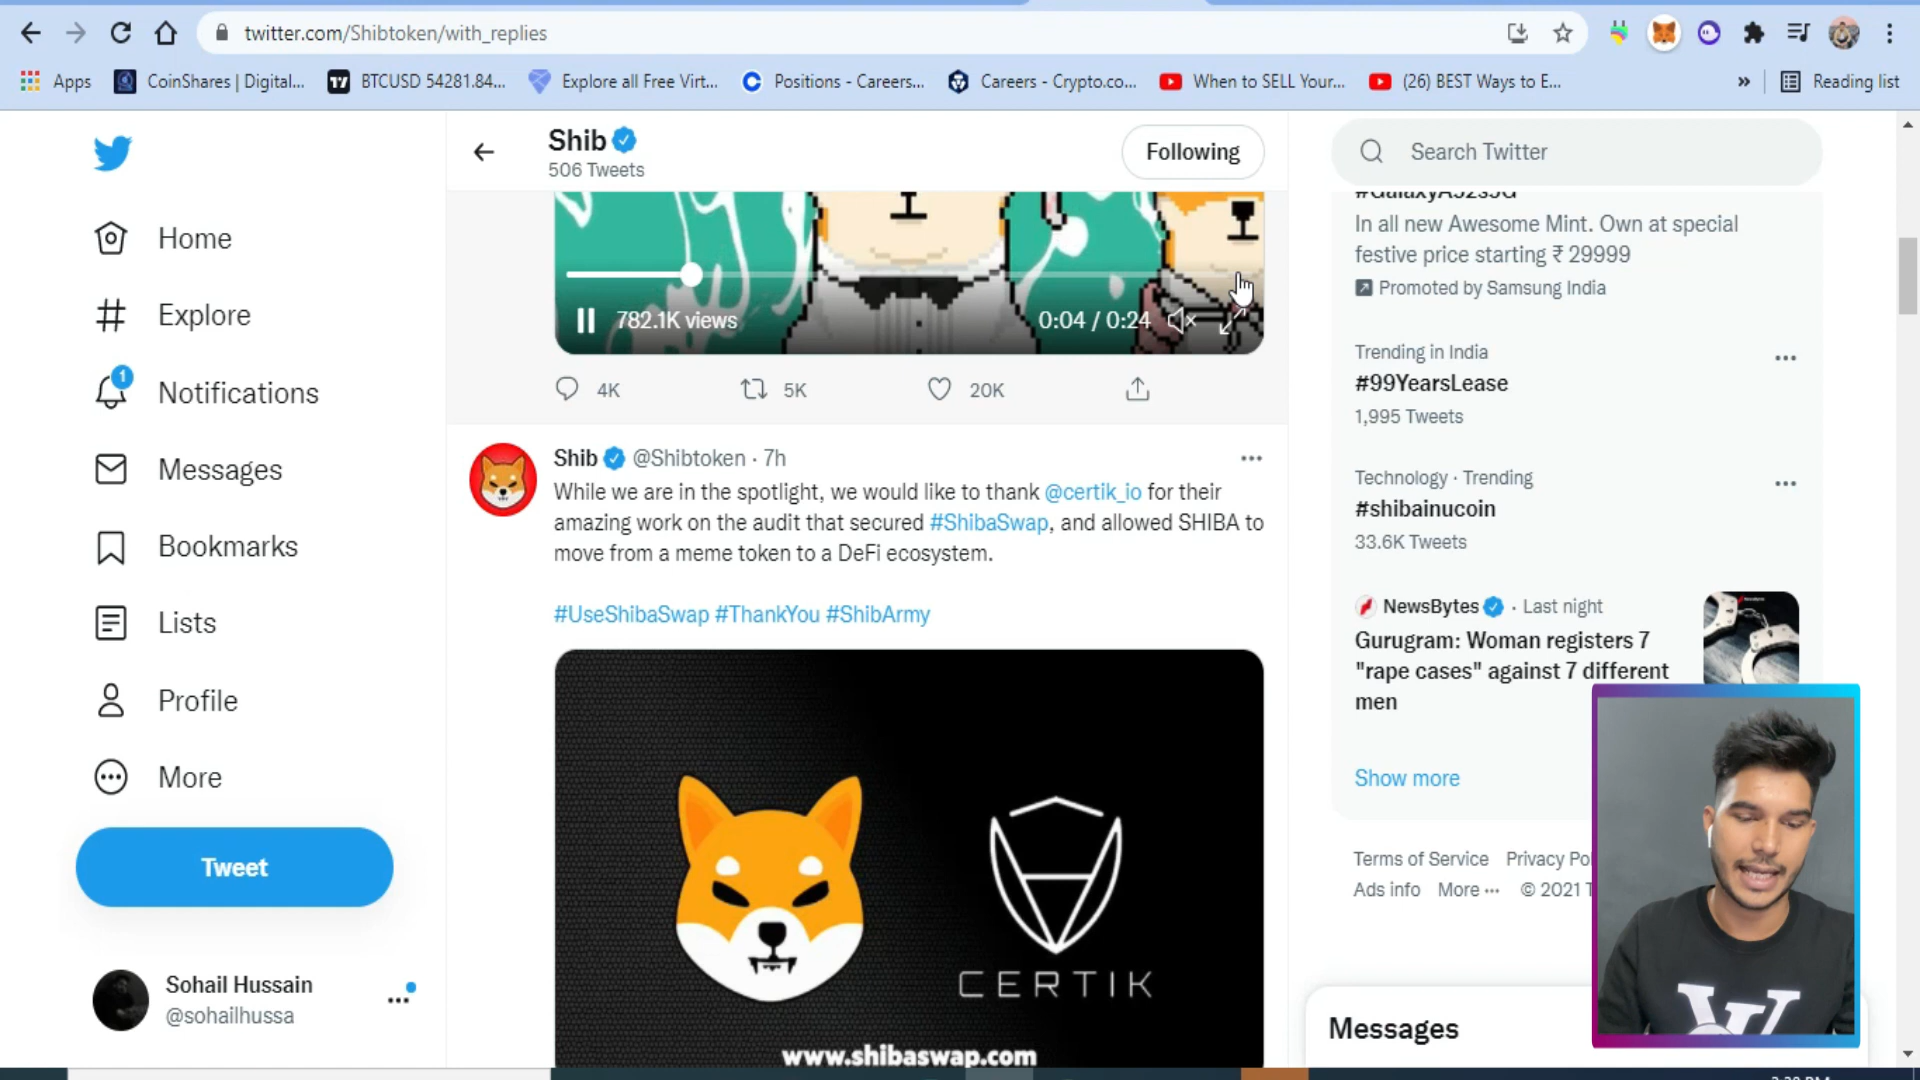 twitter.com/Shibtoken/with_replies
Apps
CoinShares | Digital...
BTCUSD 54281.84...
Explore all Free Virt...
Positions - Careers...
Careers - Crypto.co...
When to SELL Your...
(26) BEST Ways to E...
»
Reading list
Shib
506 Tweets
Following
Search Twitter
Home
Explore
1
Notifications
Messages
Bookmarks
Lists
Profile
More
Tweet
Sohail Hussain
@sohailhussa
782.1K views
0:04 / 0:24
4K
5K
20K
Shib @Shibtoken · 7h
While we are in the spotlight, we would like to thank @certik_io for their
amazing work on the audit that secured #ShibaSwap, and allowed SHIBA to
move from a meme token to a DeFi ecosystem.
#UseShibaSwap #ThankYou #ShibArmy
CERTIK
www.shibaswap.com
#GalaxyA52s5G
In all new Awesome Mint. Own at special
festive price starting ₹ 29999
Promoted by Samsung India
Trending in India
#99YearsLease
1,995 Tweets
Technology · Trending
#shibainucoin
33.6K Tweets
NewsBytes · Last night
Gurugram: Woman registers 7
"rape cases" against 7 different
men
Show more
Terms of Service Privacy Pol
Ads info More ··· © 2021 T
Messages